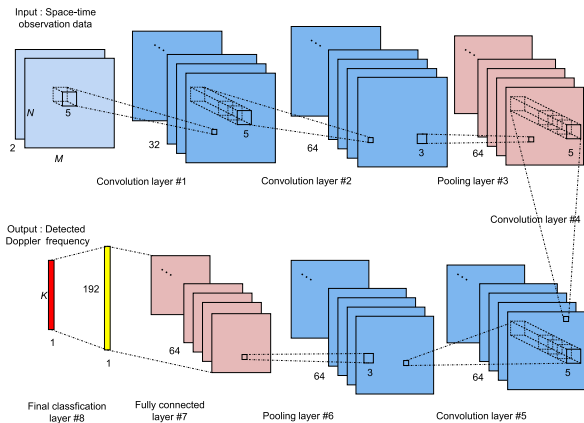 Input : Space-time
observation data
N
5
2
M
32
5
64
3
64
5
Convolution layer #1
Convolution layer #2
Pooling layer #3
Convolution layer #4
Output : Detected
Doppler frequency
K
192
1
1
64
64
3
64
5
Final classfication
layer #8
Fully connected
layer #7
Pooling layer #6
Convolution layer #5